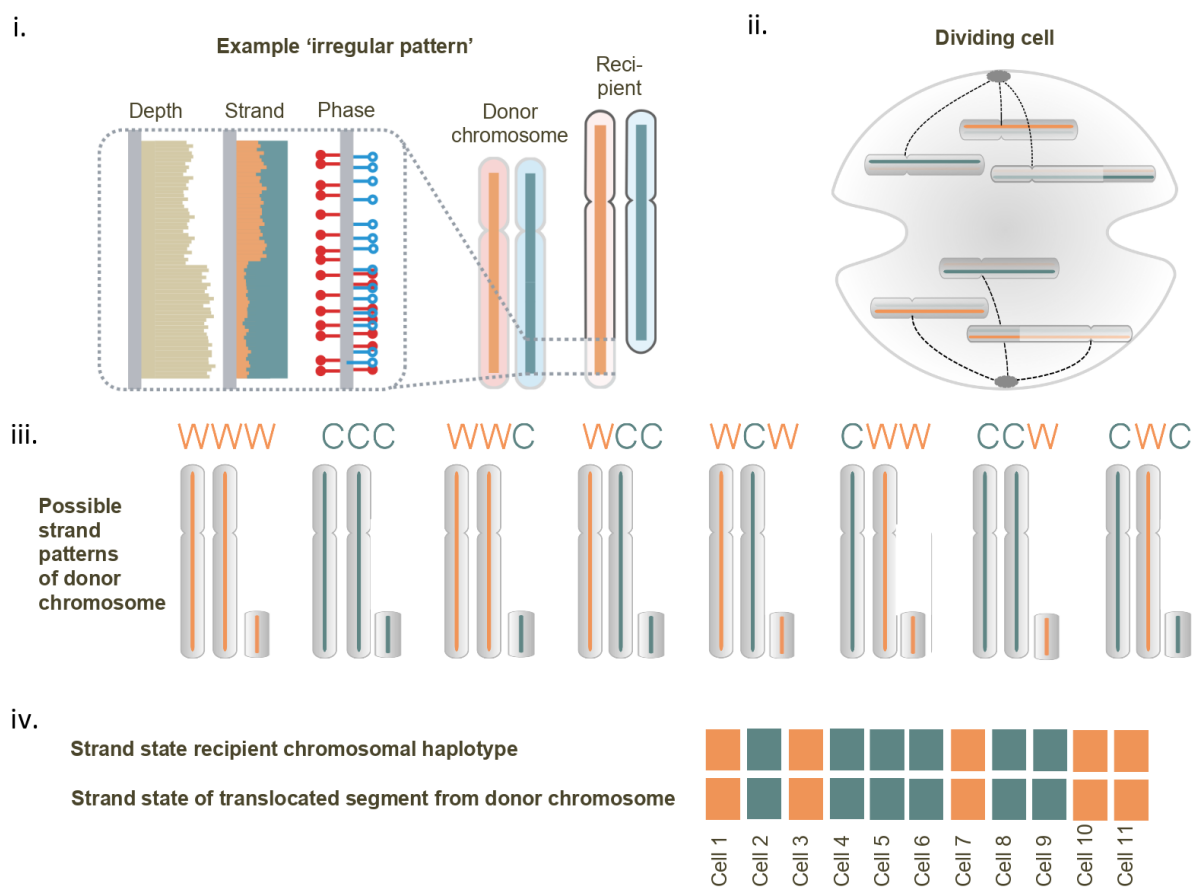 i.
Example ‘irregular pattern’
Depth
Strand
Phase
Donor
chromosome
Reci-
pient
ii.
Dividing cell
iii.
WWW
CCC
WWC
WCC
WCW
CWW
CCW
CWC
Possible
strand
patterns
of donor
chromosome
iv.
Strand state recipient chromosomal haplotype
Strand state of translocated segment from donor chromosome
Cell 1
Cell 2
Cell 3
Cell 4
Cell 5
Cell 6
Cell 7
Cell 8
Cell 9
Cell 10
Cell 11